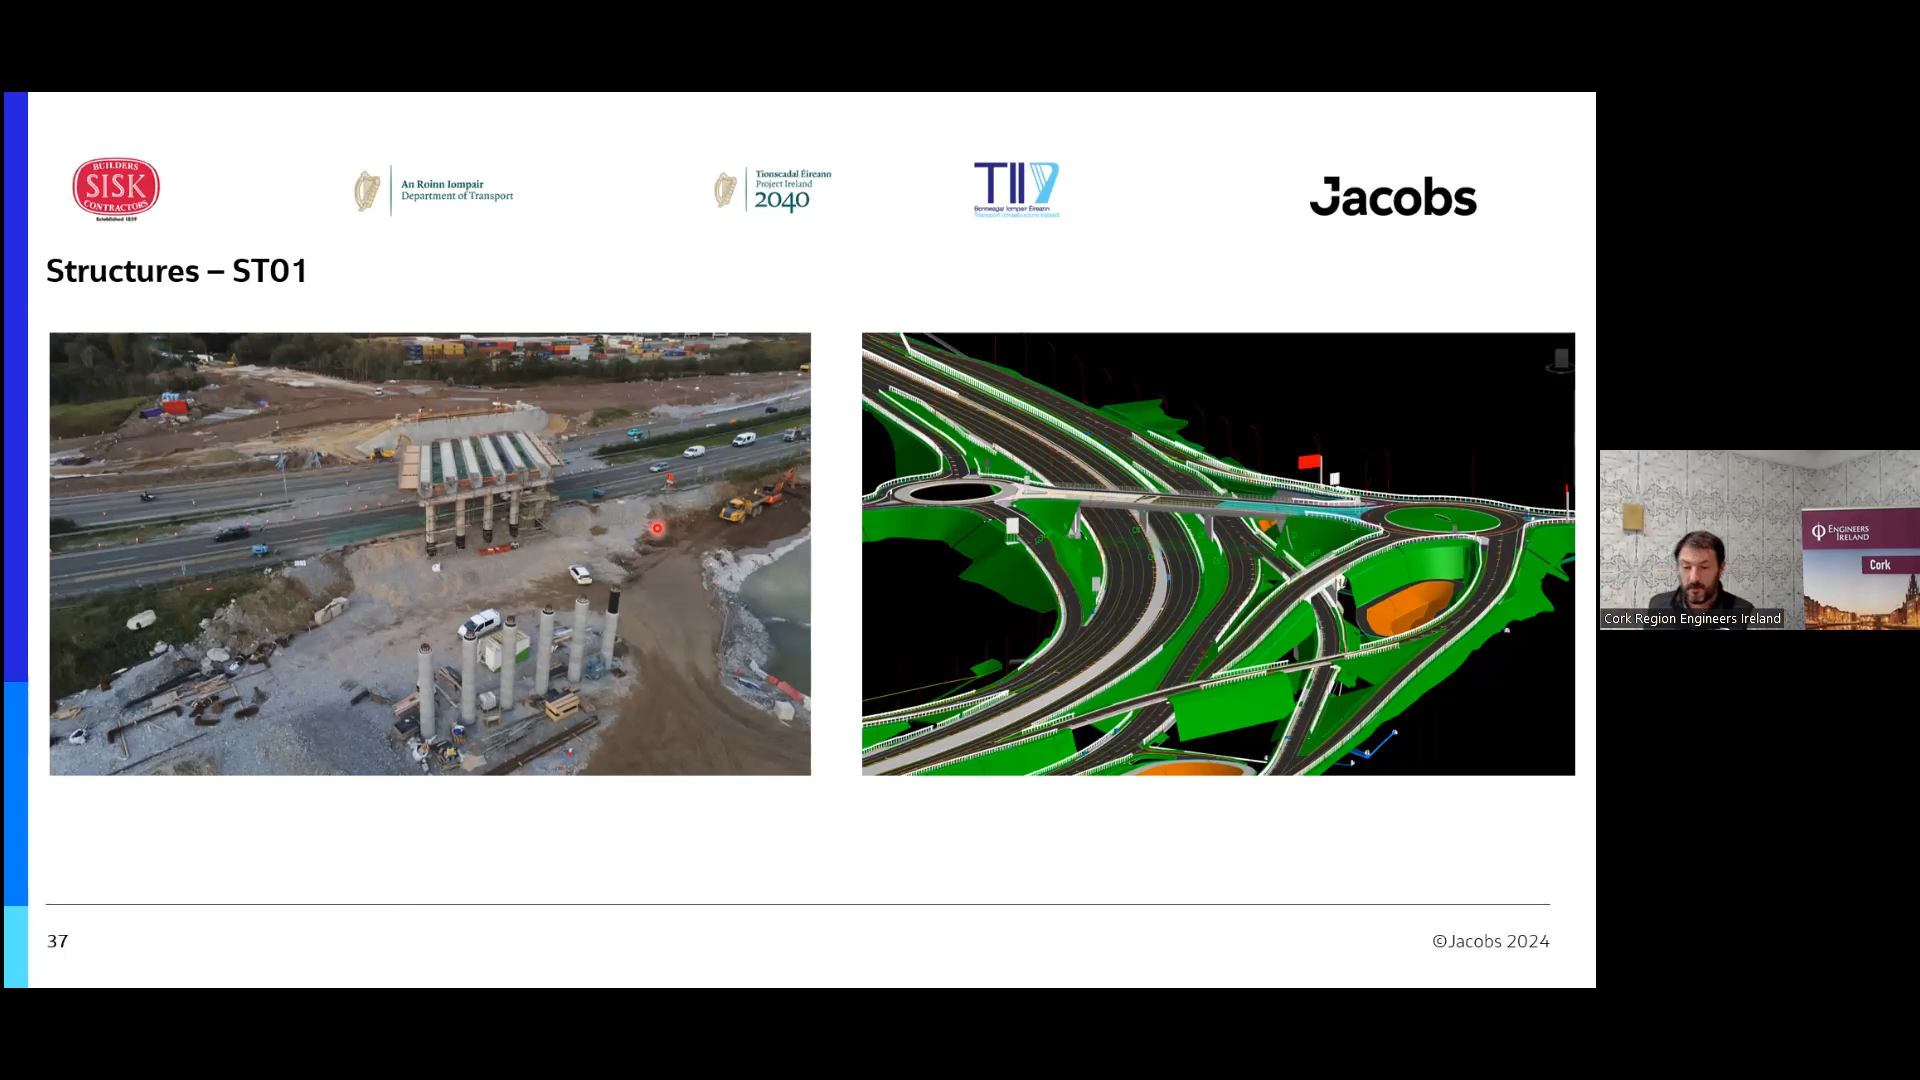 BUILDERS
SISK
CONTRACTORS
Established 1859
An Roinn Iompair
Department of Transport
Tionscadal Éireann
Project Ireland
2040
TII
Bonneagar Iompair Éireann
Transport Infrastructure Ireland
Jacobs
Structures – ST01
ENGINEERS
IRELAND
Cork
Cork Region Engineers Ireland
37
©Jacobs 2024